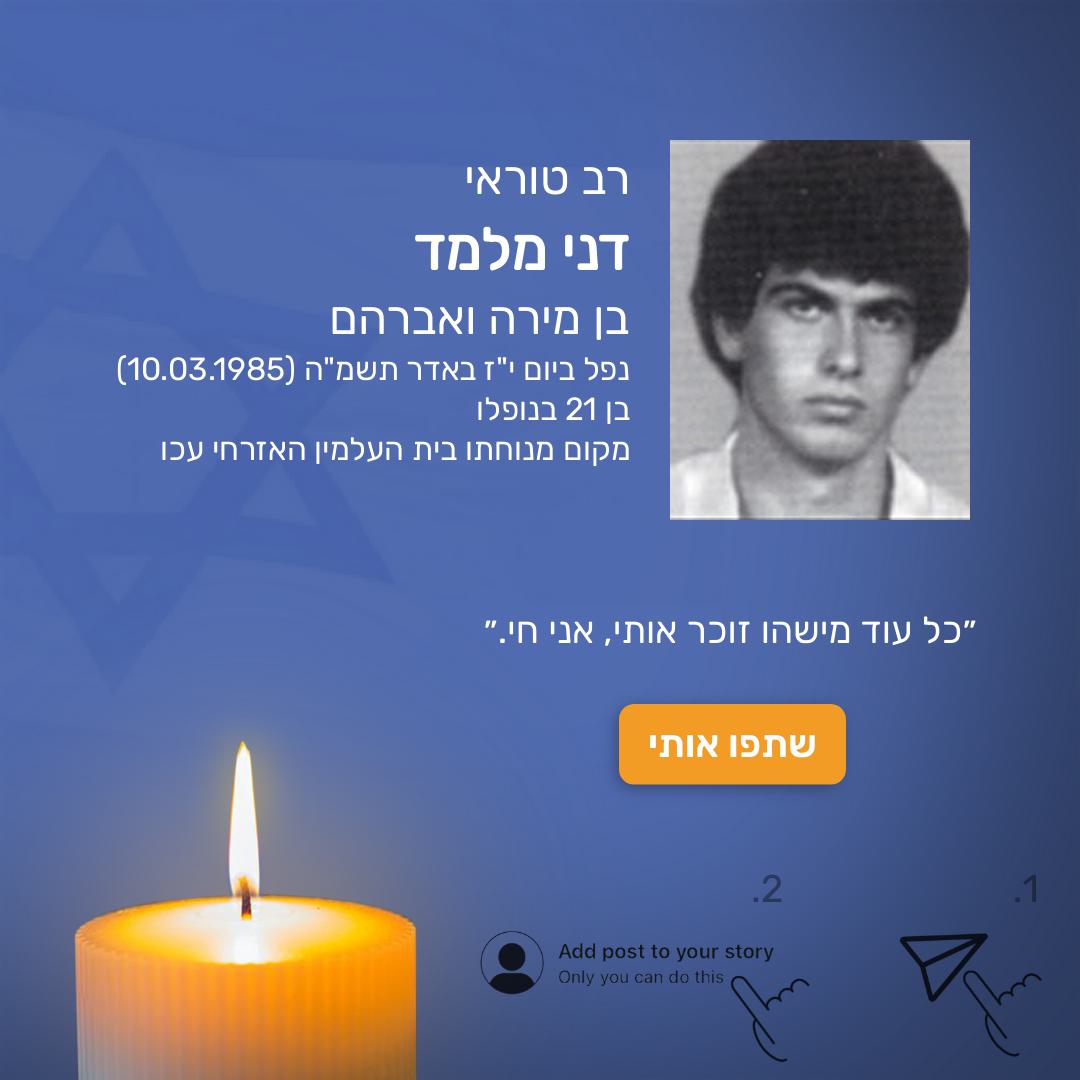 רב טוראי
דני מלמד
בן מירה ואברהם
נפל ביום י"ז באדר תשמ"ה (10.03.1985)
בן 21 בנופלו
מקום מנוחתו בית העלמין האזרחי עכו
״כל עוד מישהו זוכר אותי, אני חי.״
שתפו אותי
1.
2.
Add post to your story
Only you can do this